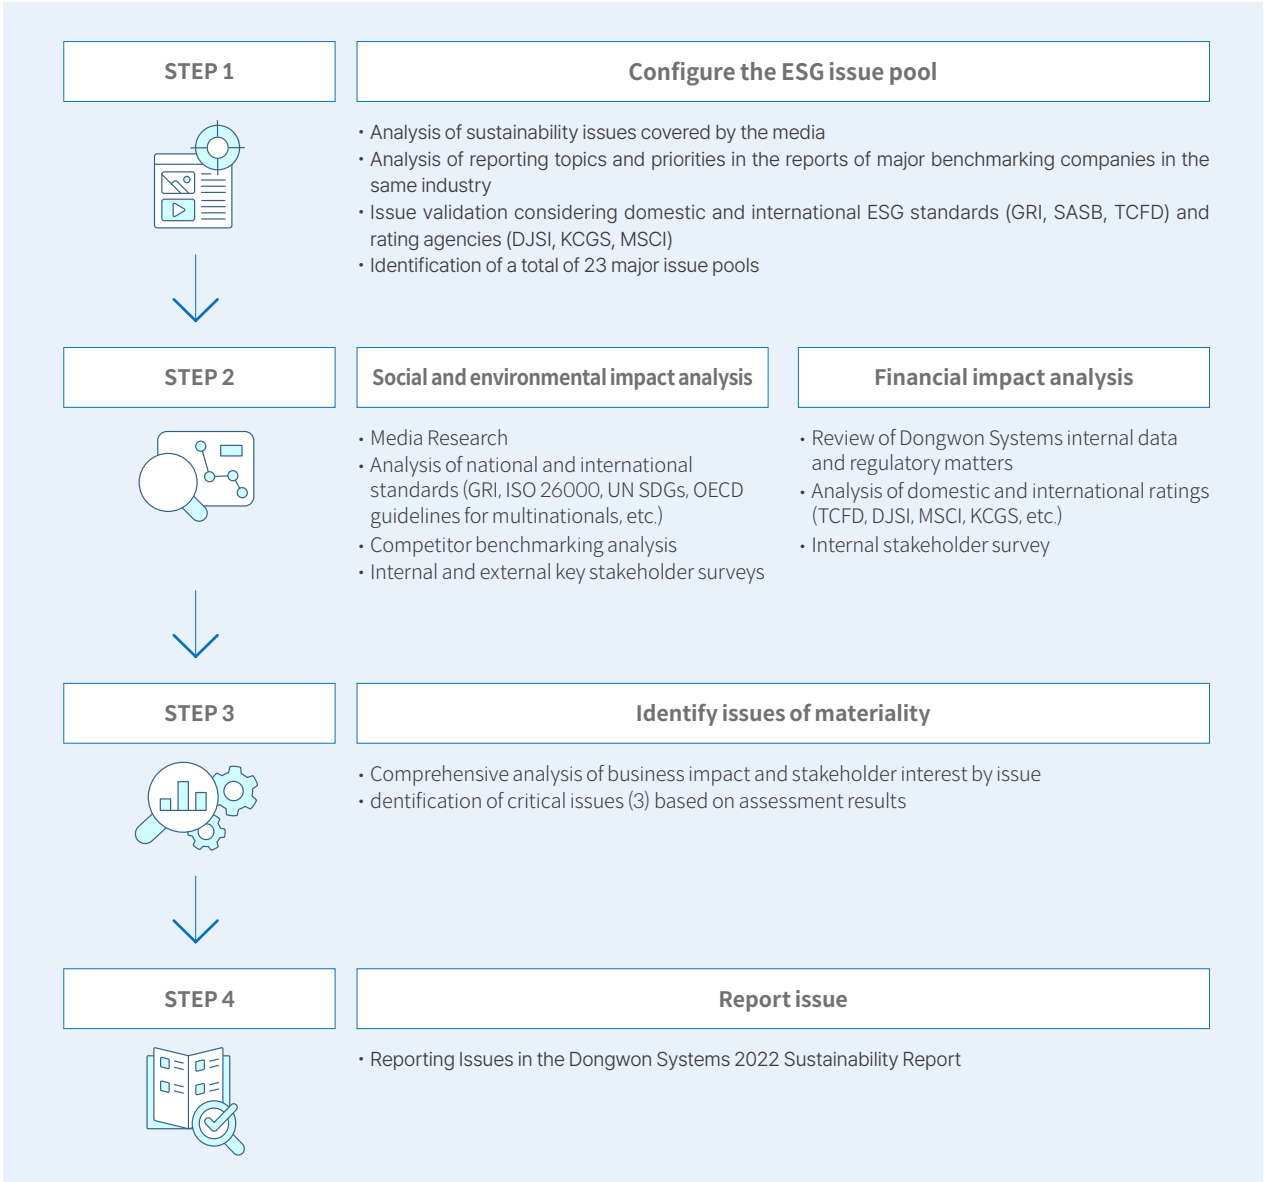 STEP 1
Configure the ESG issue pool
• Analysis of sustainability issues covered by the media
• Analysis of reporting topics and priorities in the reports of major benchmarking companies in the
same industry
• Issue validation considering domestic and international ESG standards (GRI, SASB, TCFD) and
rating agencies (DJSI, KCGS, MSCI)
• Identification of a total of 23 major issue pools
STEP 2
Social and environmental impact analysis
• Media Research
• Analysis of national and international
standards (GRI, ISO 26000, UN SDGs, OECD
guidelines for multinationals, etc.)
• Competitor benchmarking analysis
• Internal and external key stakeholder surveys
Financial impact analysis
• Review of Dongwon Systems internal data
and regulatory matters
• Analysis of domestic and international ratings
(TCFD, DJSI, MSCI, KCGS, etc.)
• Internal stakeholder survey
STEP 3
Identify issues of materiality
• Comprehensive analysis of business impact and stakeholder interest by issue
• dentification of critical issues (3) based on assessment results
STEP 4
Report issue
• Reporting Issues in the Dongwon Systems 2022 Sustainability Report